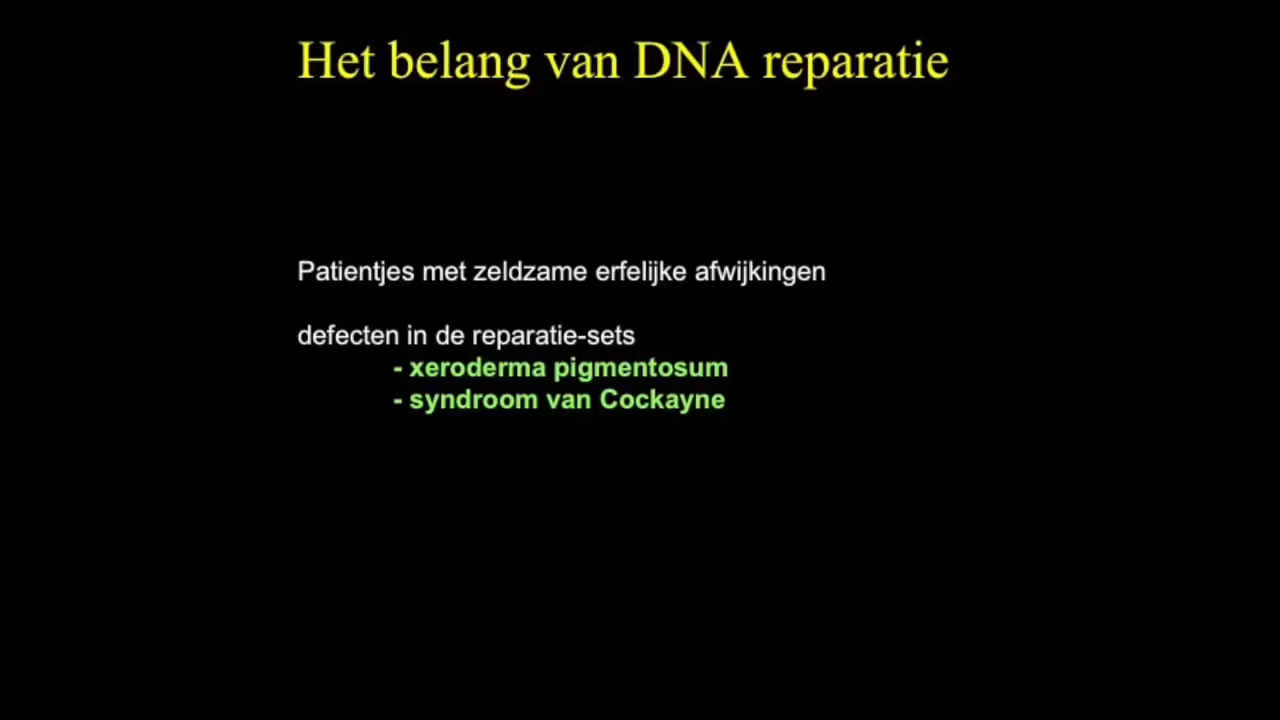 Het belang van DNA reparatie
Patientjes met zeldzame erfelijke afwijkingen
defecten in de reparatie-sets
- xeroderma pigmentosum
- syndroom van Cockayne